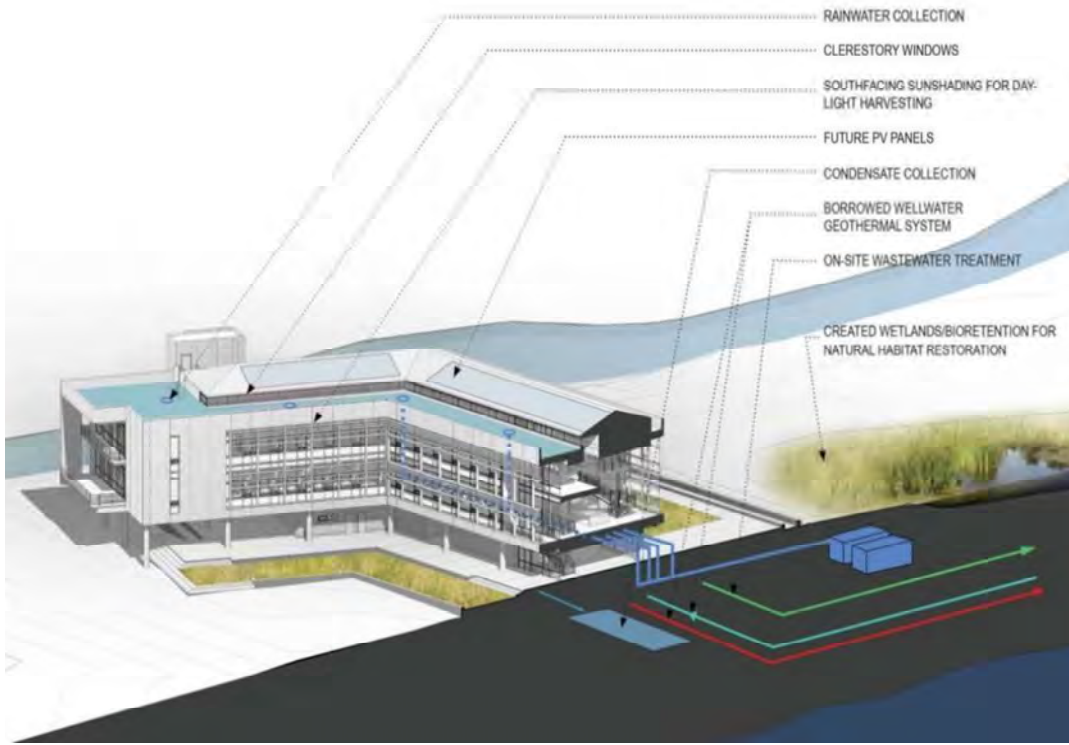 RAINWATER COLLECTION
CLERESTORY WINDOWS
SOUTHFACING SUNSHADING FOR DAY-
LIGHT HARVESTING
FUTURE PV PANELS
CONDENSATE COLLECTION
BORROWED WELLWATER
GEOTHERMAL SYSTEM
ON-SITE WASTEWATER TREATMENT
CREATED WETLANDS/BIORETENTION FOR
NATURAL HABITAT RESTORATION